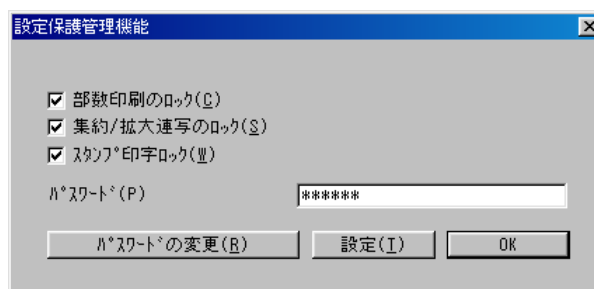 設定保護管理機能
部数印刷のﾛｯｸ(C)
集約/拡大連写のﾛｯｸ(S)
ｽﾀﾝﾌﾟ印字ﾛｯｸ(W)
ﾊﾟｽﾜｰﾄﾞ(P) ******
ﾊﾟｽﾜｰﾄﾞの変更(R) 設定(I) OK